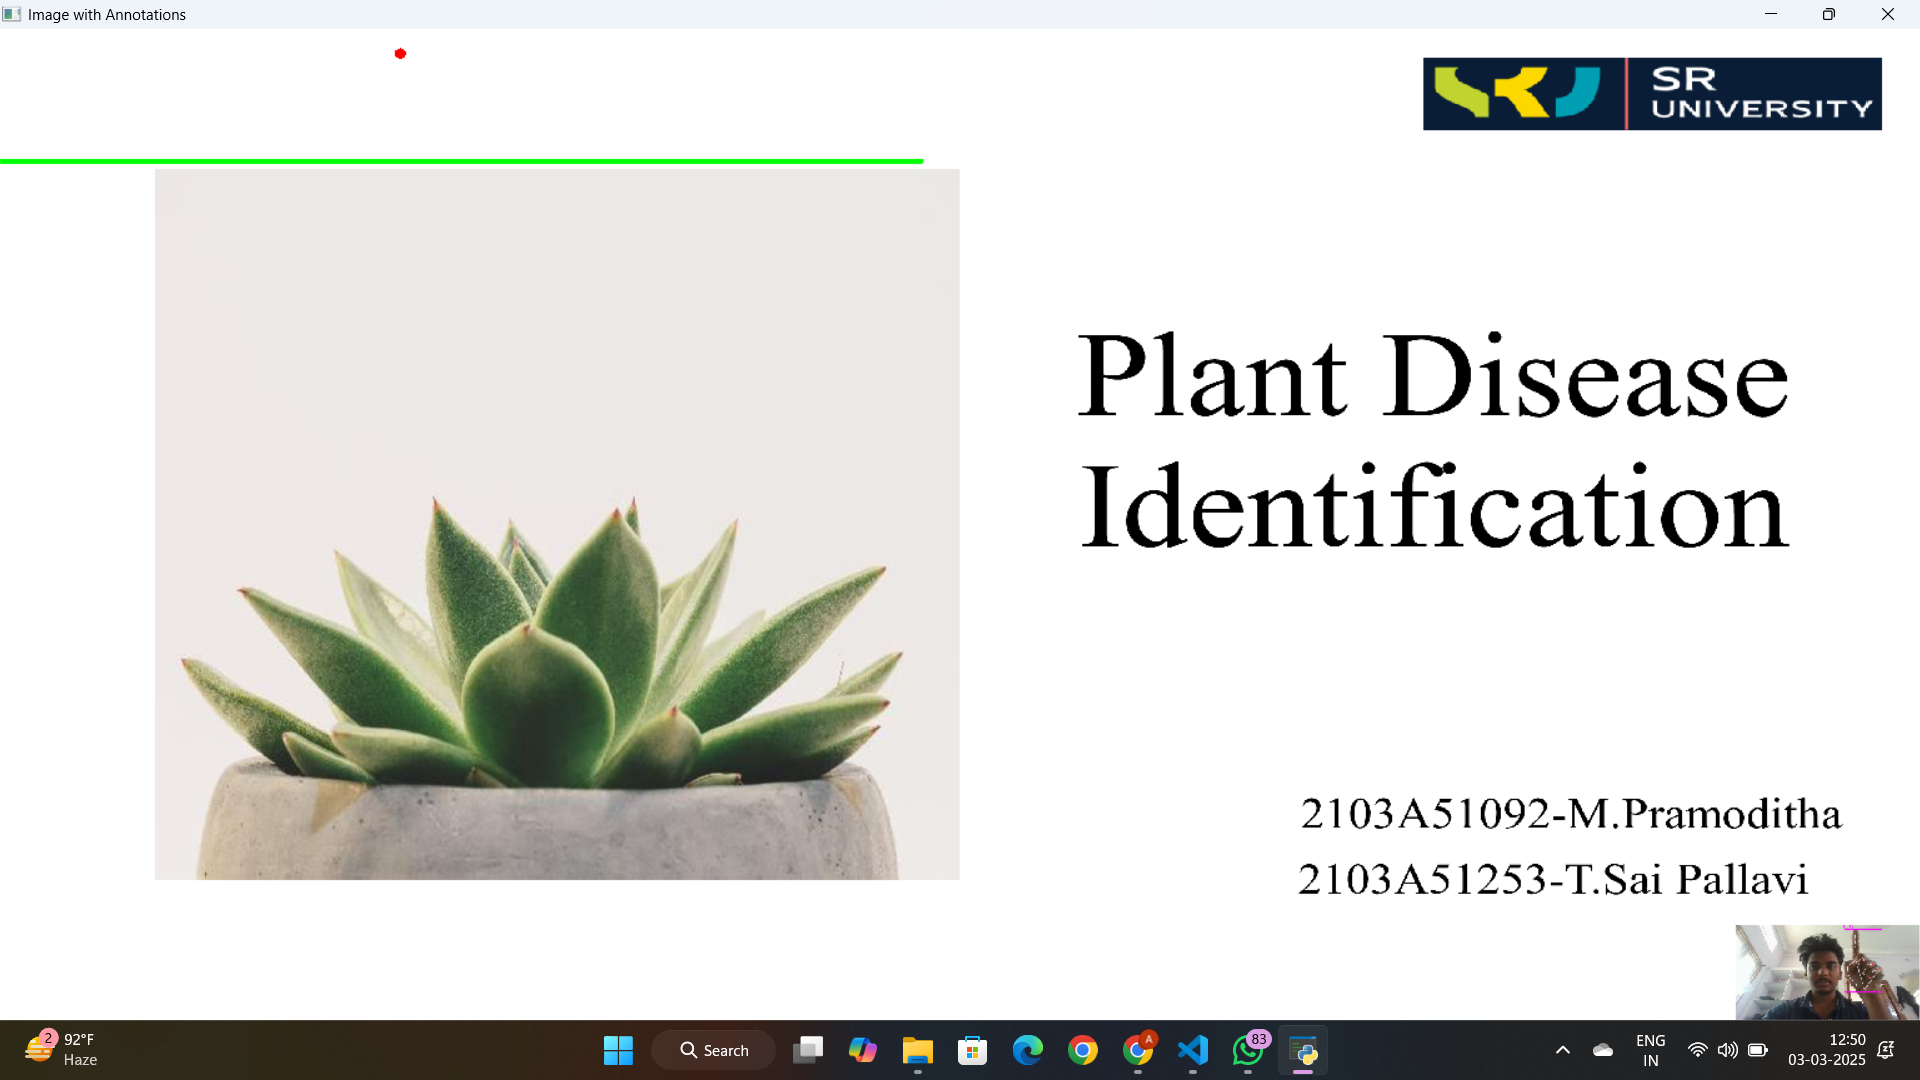 Image with Annotations
SR
UNIVERSITY
Plant Disease
Identification
2103A51092-M.Pramoditha
2103A51253-T.Sai Pallavi
2
92°F
Haze
Search
A
83
ENG
IN
12:50
03-03-2025